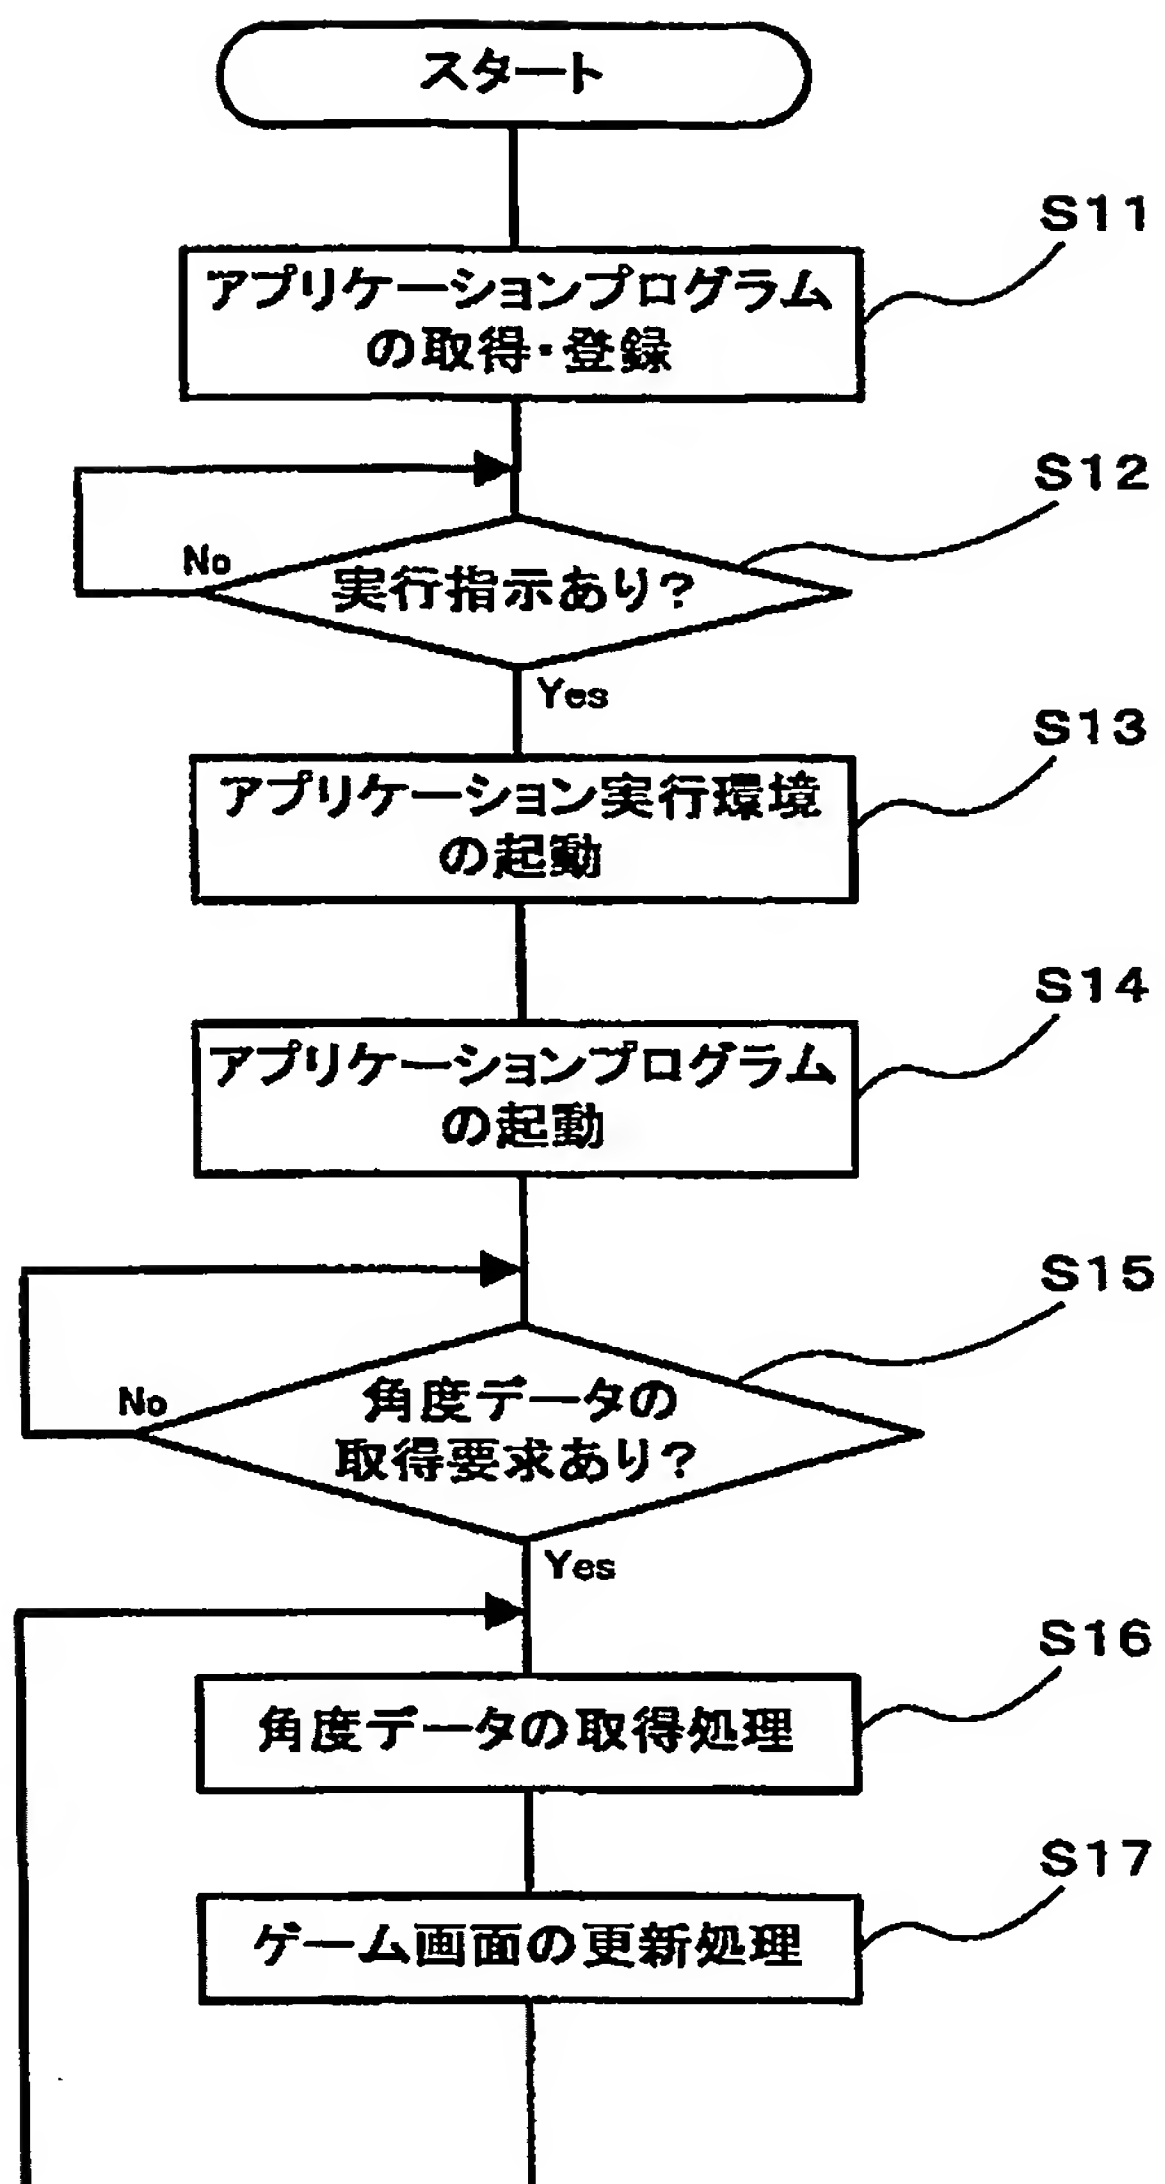 スタート
S11
アプリケーションプログラム
の取得・登録
S12
No
実行指示あり?
Yes
S13
アプリケーション実行環境
の起動
S14
アプリケーションプログラム
の起動
S15
No
角度データの
取得要求あり?
Yes
S16
角度データの取得処理
S17
ゲーム画面の更新処理